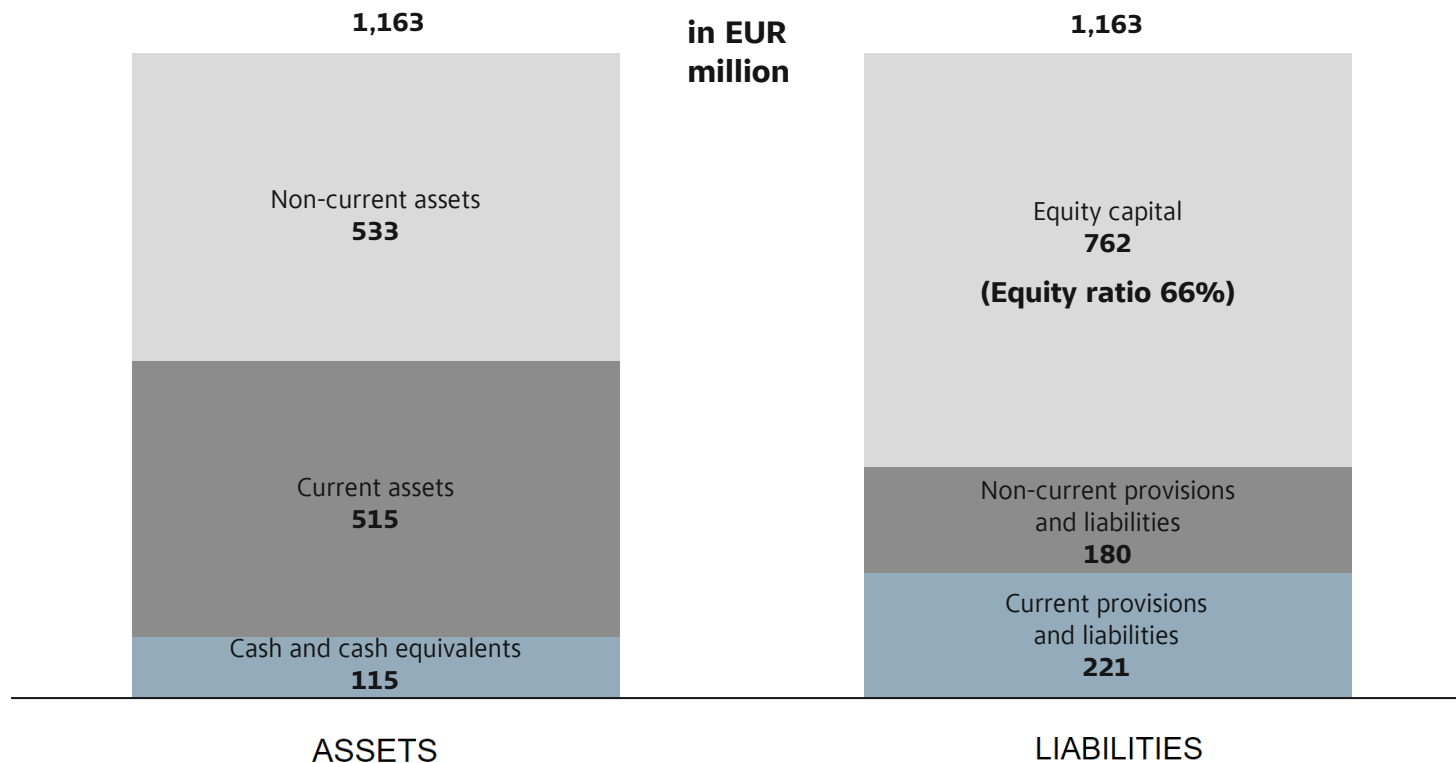 1,163
in EUR
million
1,163
Non-current assets
533
Equity capital
762
(Equity ratio 66%)
Current assets
515
Non-current provisions
and liabilities
180
Cash and cash equivalents
115
Current provisions
and liabilities
221
ASSETS
LIABILITIES